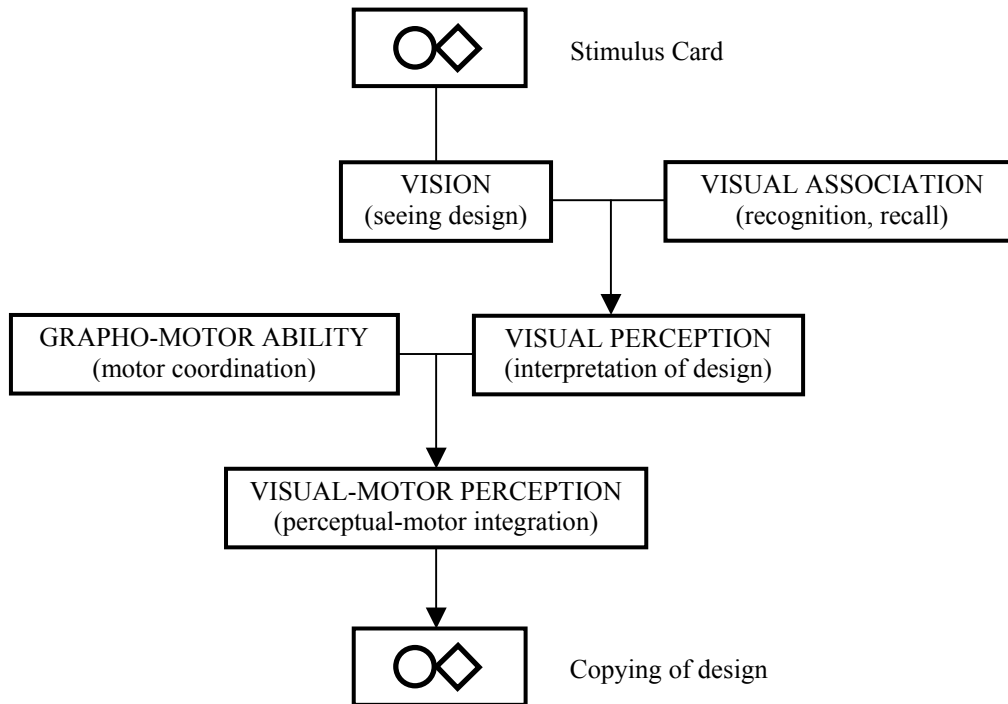 Stimulus Card
VISION
(seeing design)
VISUAL ASSOCIATION
(recognition, recall)
GRAPHO-MOTOR ABILITY
(motor coordination)
VISUAL PERCEPTION
(interpretation of design)
VISUAL-MOTOR PERCEPTION
(perceptual-motor integration)
Copying of design